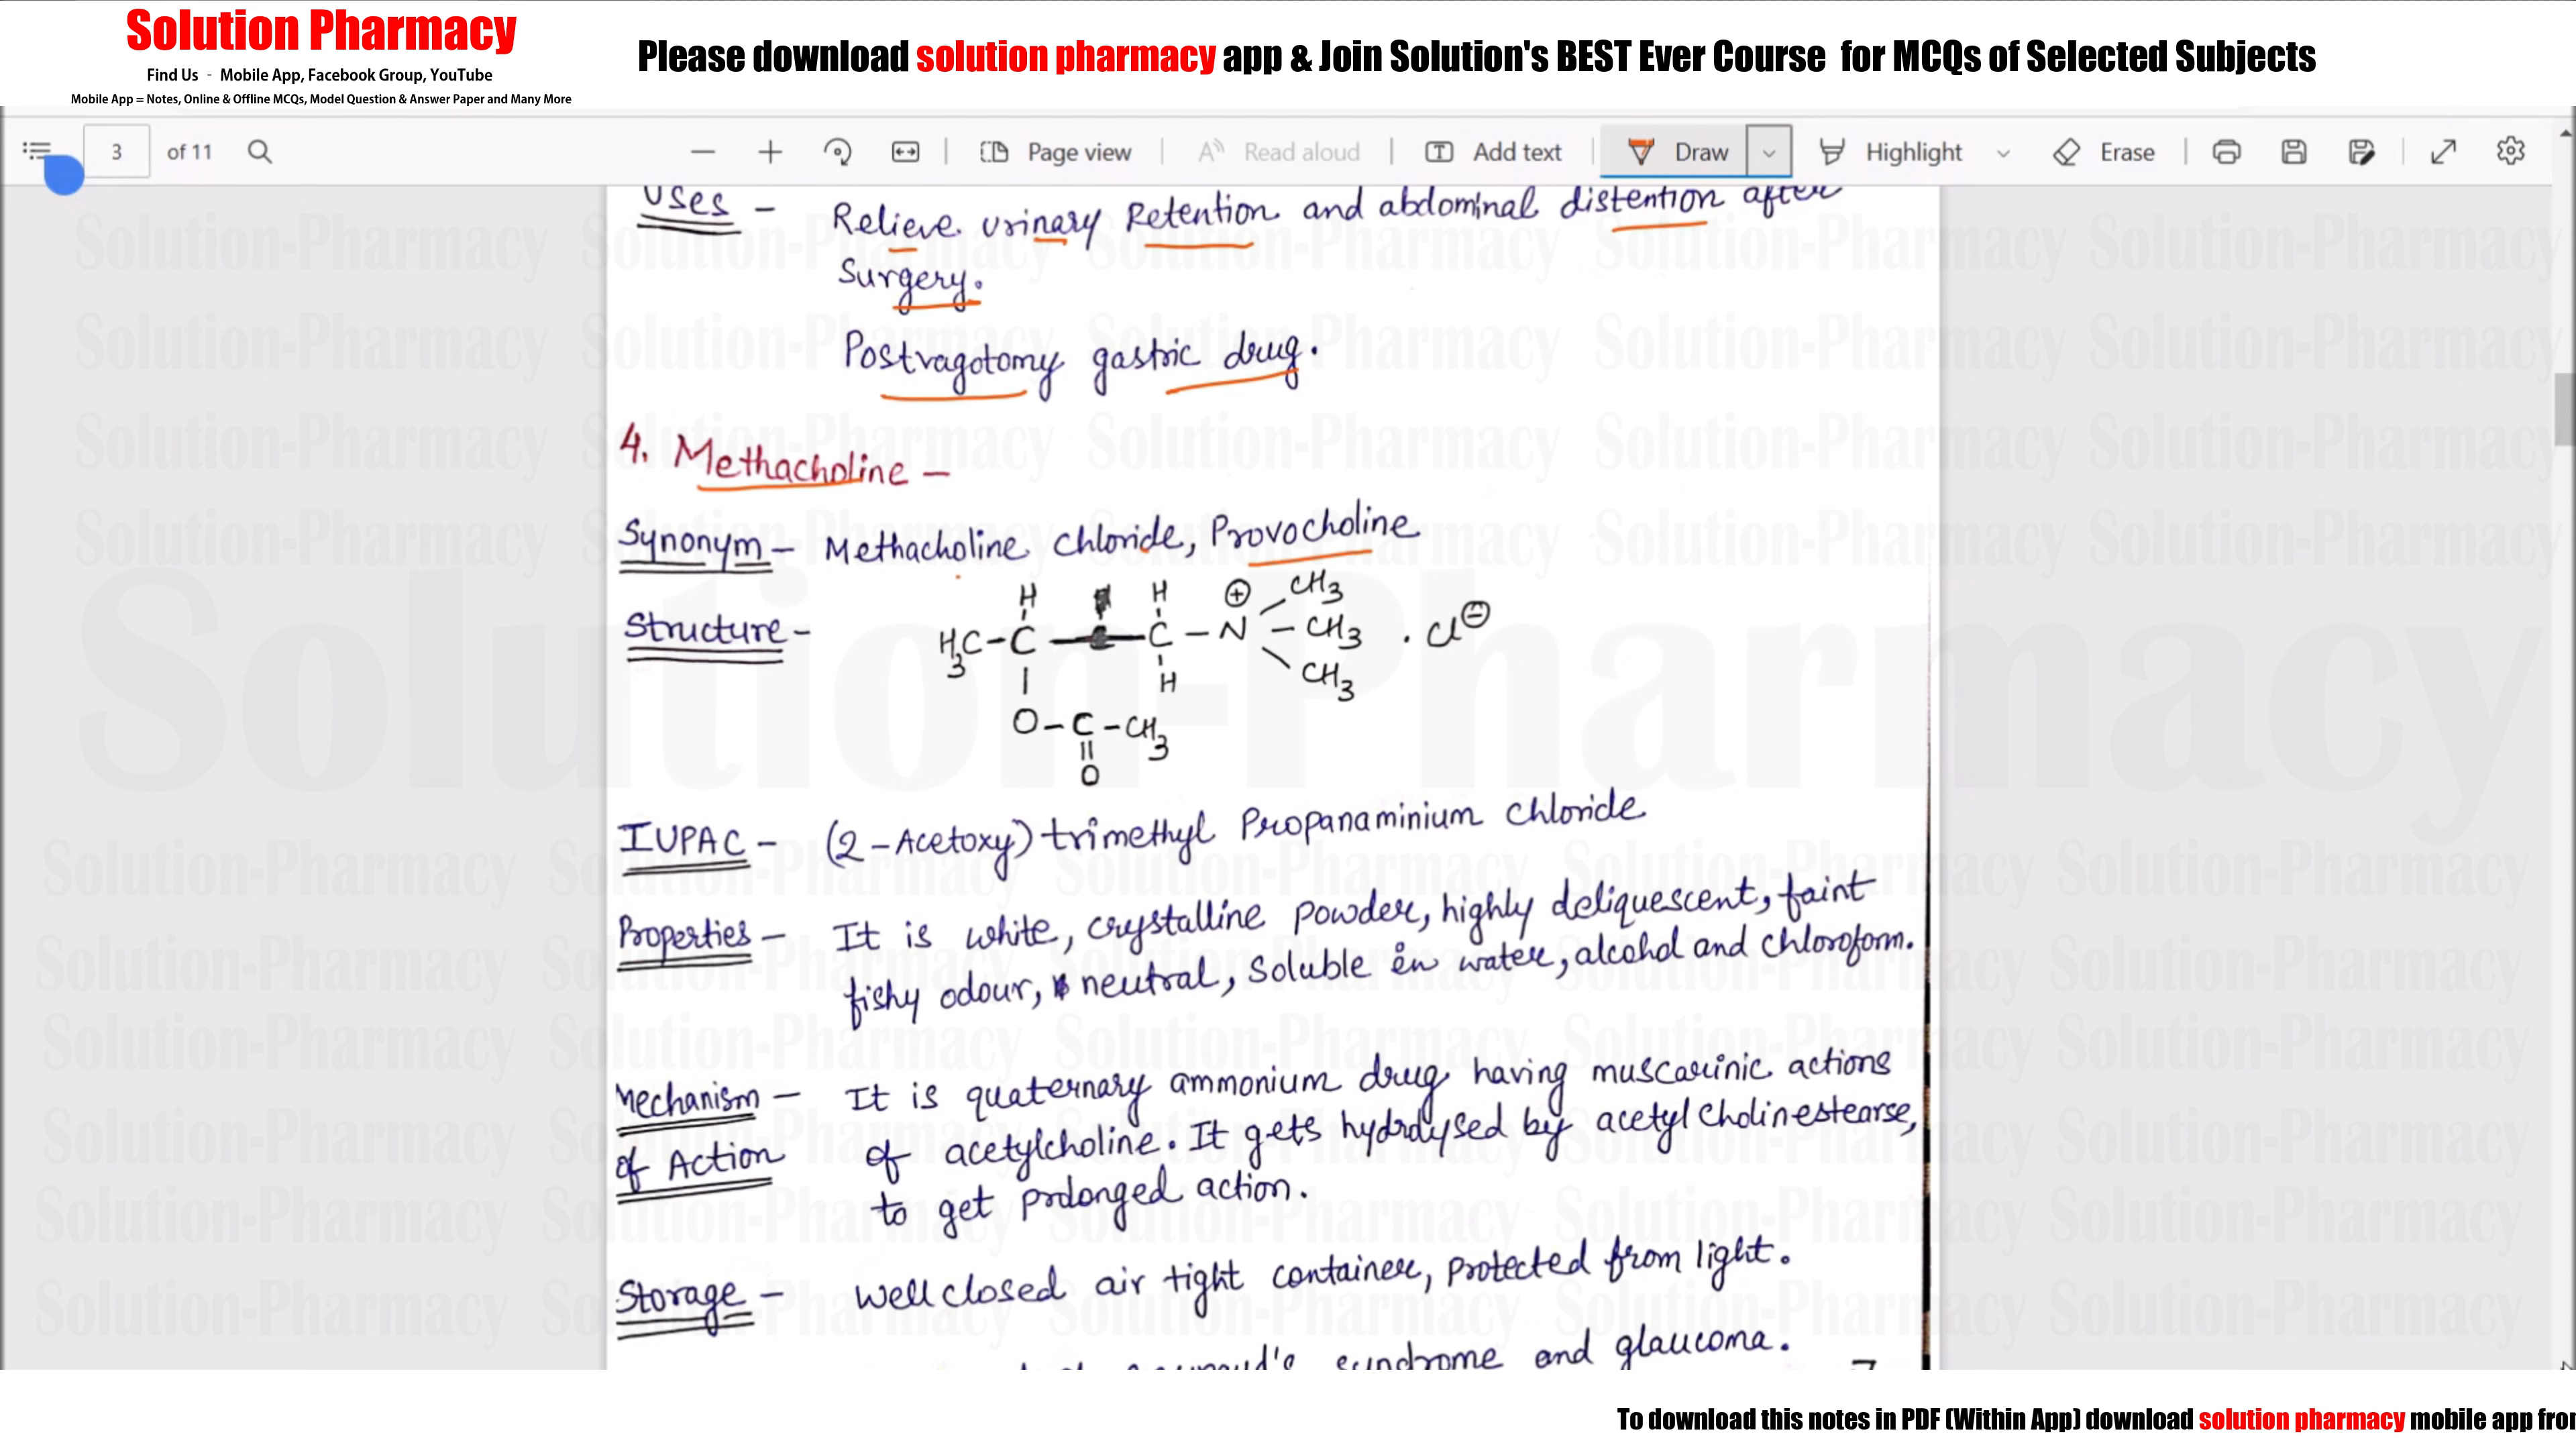 Solution Pharmacy
Find Us - Mobile App, Facebook Group, YouTube
Mobile App = Notes, Online & Offline MCQs, Model Question & Answer Paper and Many More
Please download solution pharmacy app & Join Solution's BEST Ever Course for MCQs of Selected Subjects
3 of 11 Page view Read aloud Add text Draw Highlight Erase
Uses - Relieve urinary Retention and abdominal distention after
Surgery.
Postvagotomy gastric drug.
4. Methacholine -
Synonym - Methacholine chloride, Provocholine
H H ⊕ CH3
Structure - H3C-C - C - N - CH3 . Cl⊖
H CH3
O-C-CH3
O
IUPAC - (2-Acetoxy) trimethyl Propanaminium chloride
Properties - It is white, crystalline powder, highly deliquescent, faint
fishy odour, neutral, soluble in water, alcohol and chloroform.
Mechanism - It is quaternary ammonium drug having muscarinic actions
of Action of acetylcholine. It gets hydrolysed by acetylcholinestearse,
to get prolonged action.
Storage - well closed air tight container, protected from light.
syndrome and glaucoma.
Solution-Pharmacy
To download this notes in PDF (Within App) download solution pharmacy mobile app from